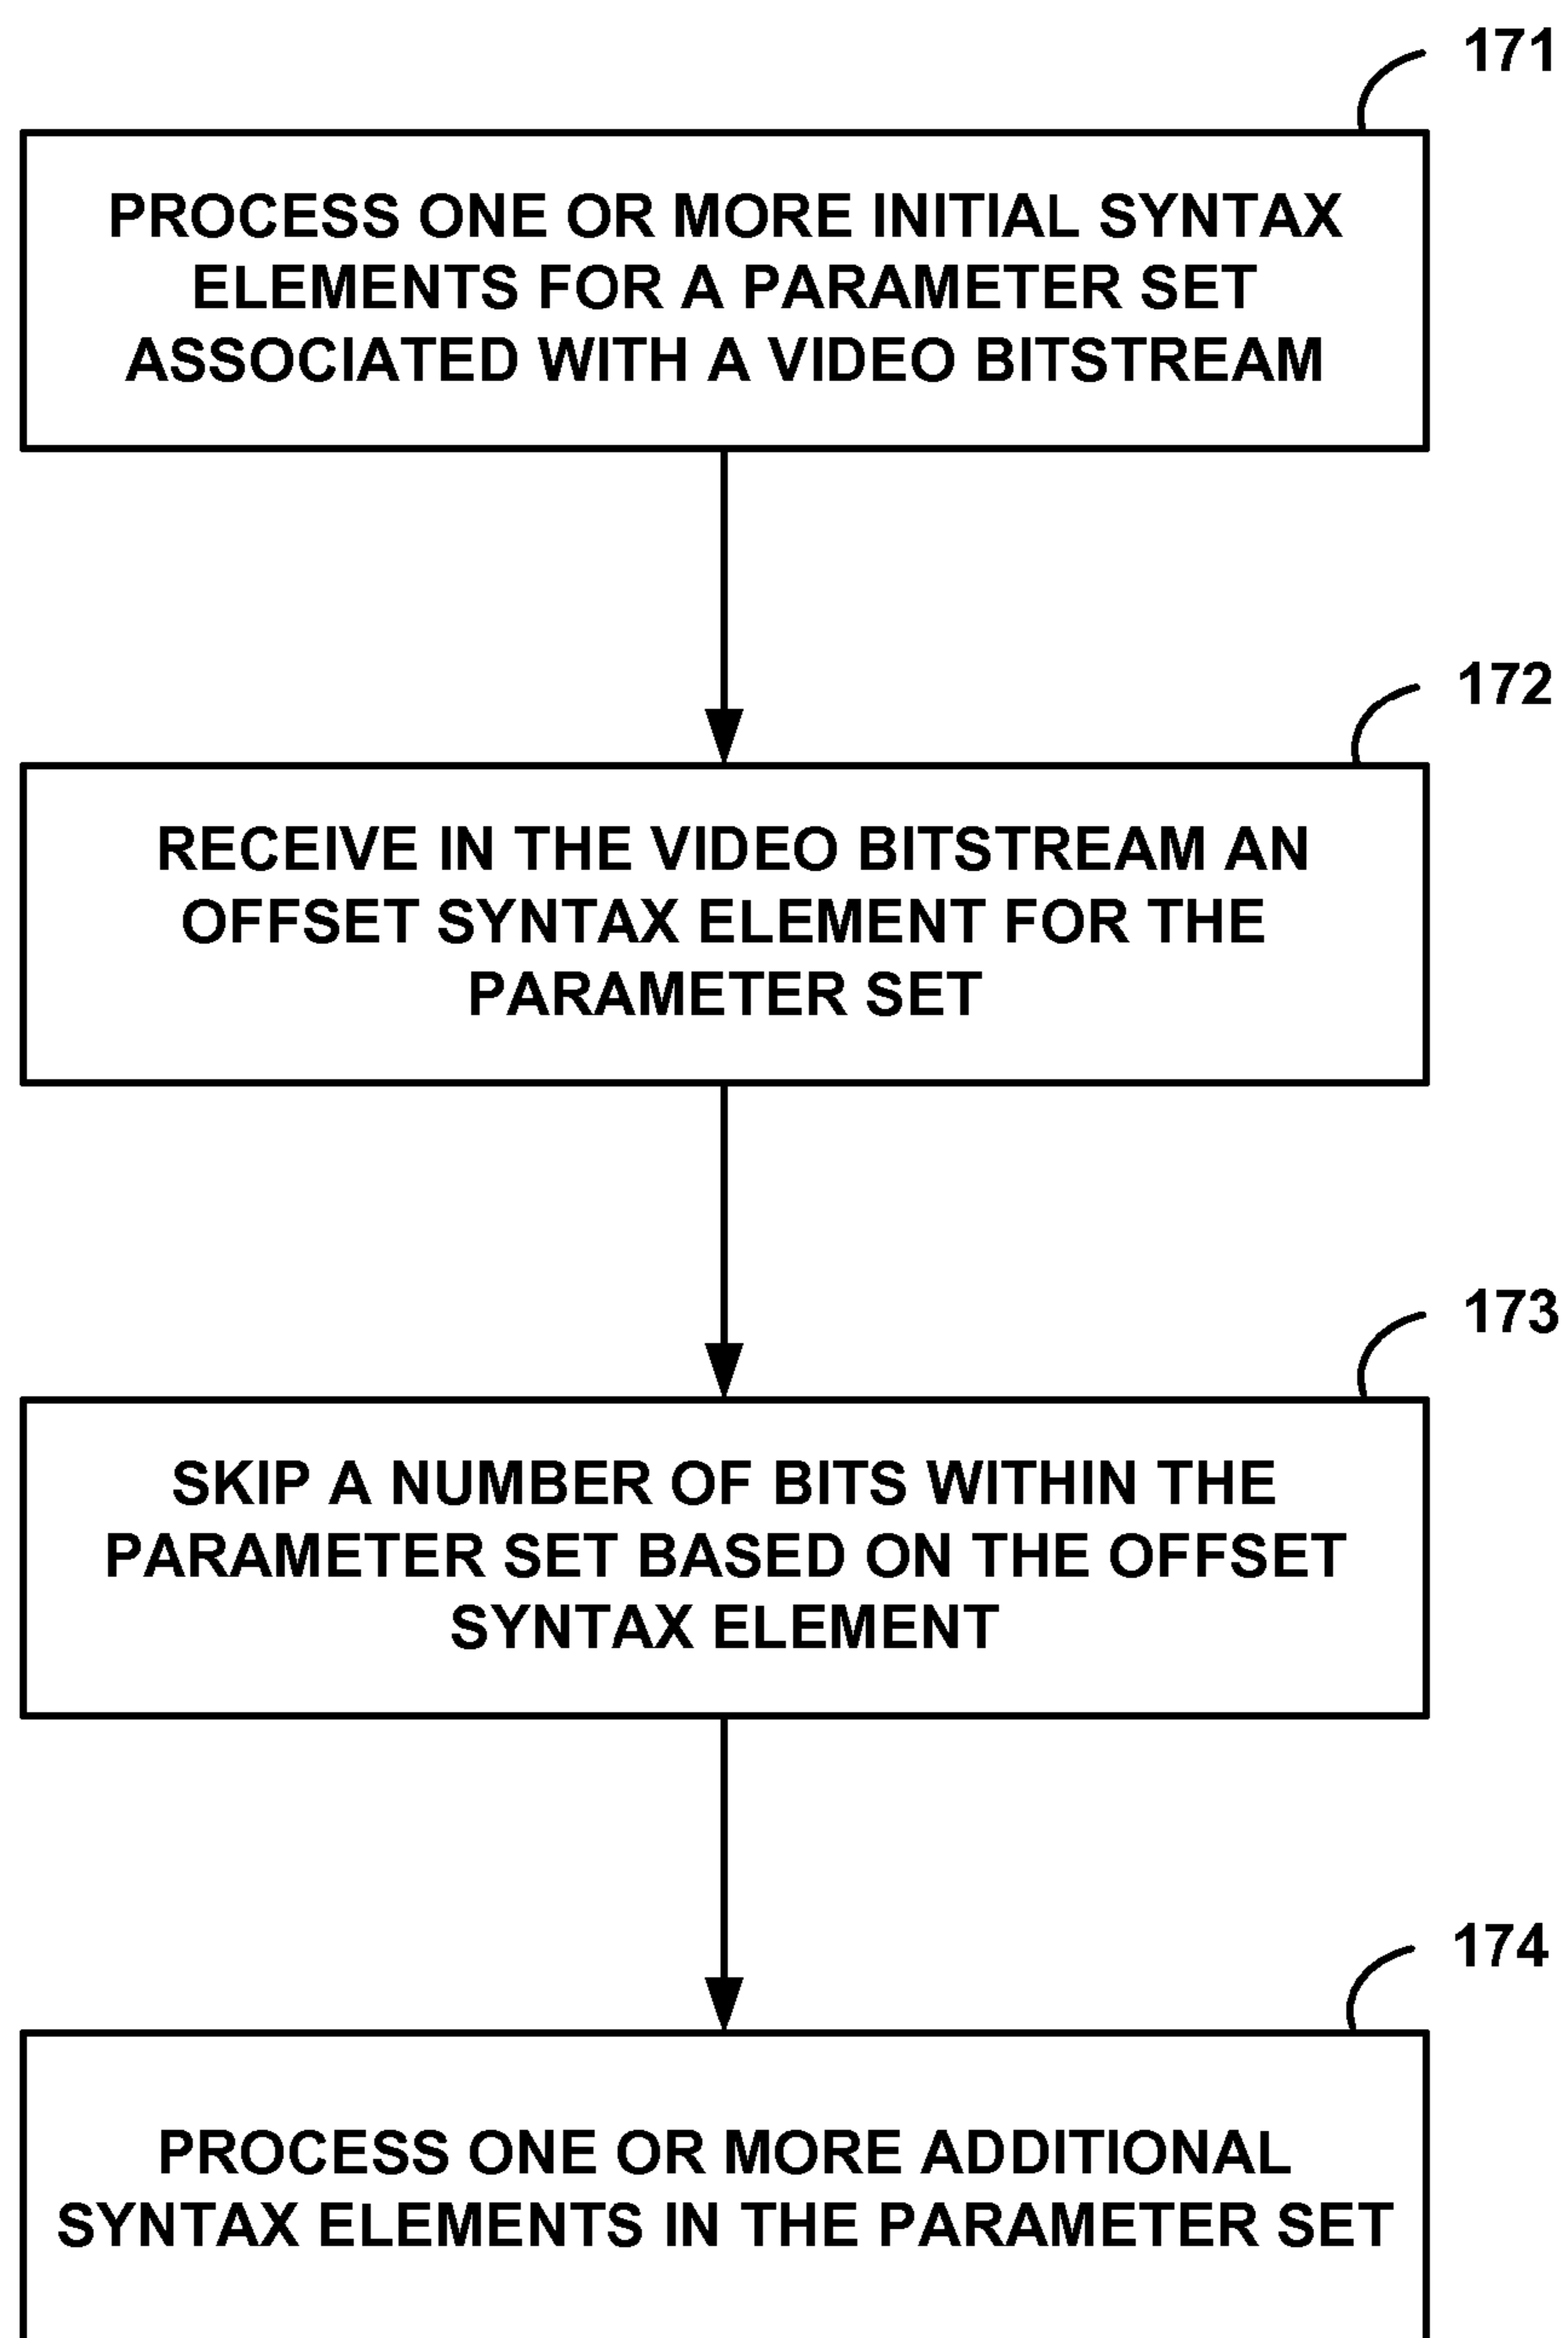 171
PROCESS ONE OR MORE INITIAL SYNTAX
ELEMENTS FOR A PARAMETER SET
ASSOCIATED WITH A VIDEO BITSTREAM
172
RECEIVE IN THE VIDEO BITSTREAM AN
OFFSET SYNTAX ELEMENT FOR THE
PARAMETER SET
173
SKIP A NUMBER OF BITS WITHIN THE
PARAMETER SET BASED ON THE OFFSET
SYNTAX ELEMENT
174
PROCESS ONE OR MORE ADDITIONAL
SYNTAX ELEMENTS IN THE PARAMETER SET